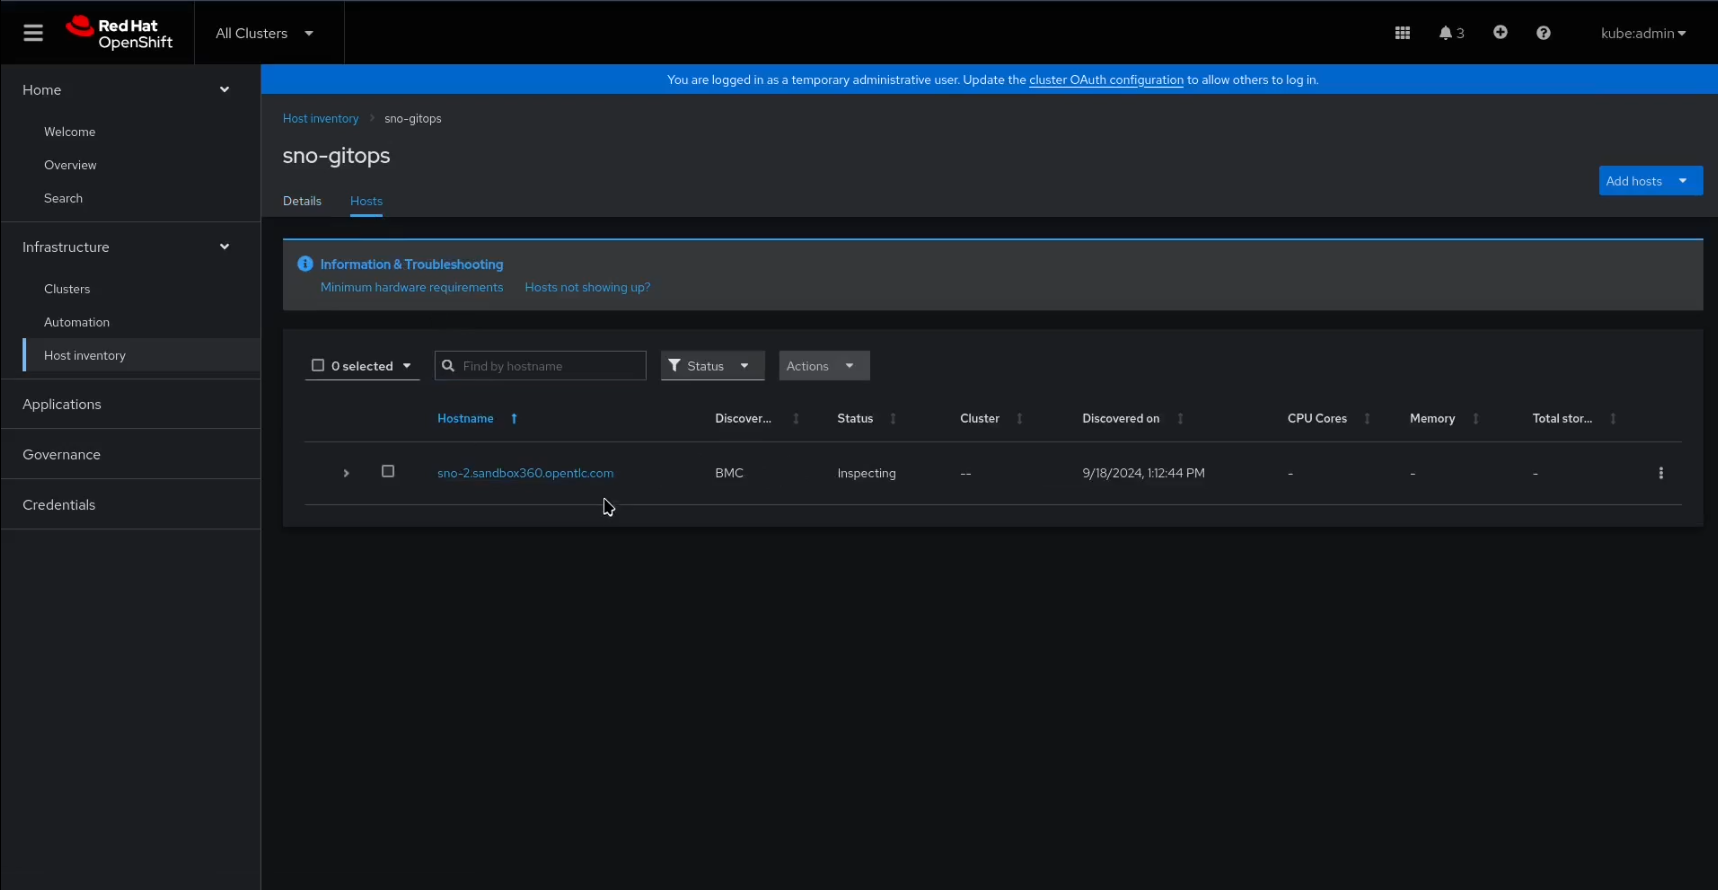 Red Hat
OpenShift
All Clusters
3
kube:admin
You are logged in as a temporary administrative user. Update the cluster OAuth configuration to allow others to log in.
Home
Welcome
Overview
Search
Infrastructure
Clusters
Automation
Host inventory
Applications
Governance
Credentials
Host inventory > sno-gitops
sno-gitops
Add hosts
Details Hosts
Information & Troubleshooting
Minimum hardware requirements Hosts not showing up?
0 selected Find by hostname Status Actions
Hostname Discover... Status Cluster Discovered on CPU Cores Memory Total stor...
sno-2.sandbox360.opentlc.com BMC Inspecting -- 9/18/2024, 1:12:44 PM - - -